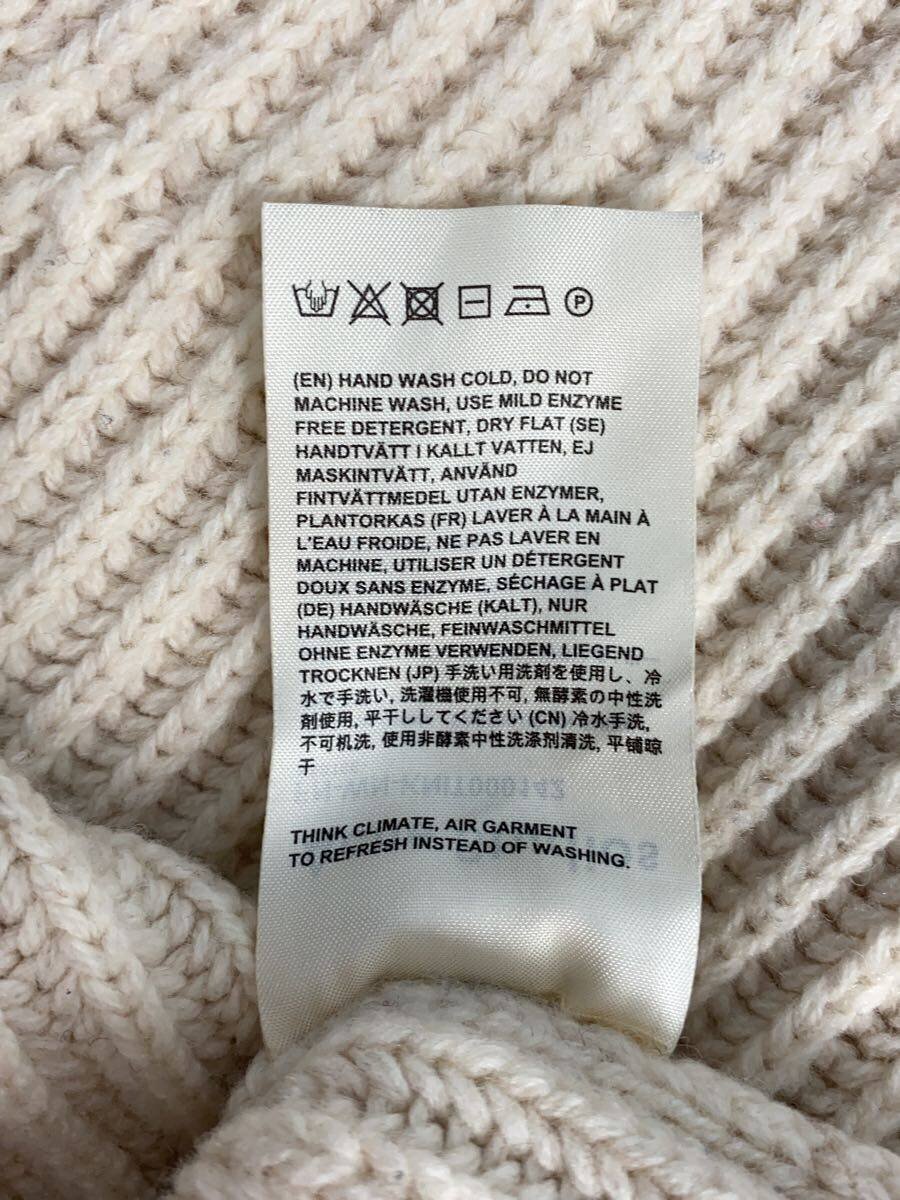 P
(EN) HAND WASH COLD, DO NOT
MACHINE WASH, USE MILD ENZYME
FREE DETERGENT, DRY FLAT (SE)
HANDTVÄTT I KALLT VATTEN, EJ
MASKINTVÄTT, ANVÄND
FINTVÄTTMEDEL UTAN ENZYMER,
PLANTORKAS (FR) LAVER À LA MAIN À
L'EAU FROIDE, NE PAS LAVER EN
MACHINE, UTILISER UN DÉTERGENT
DOUX SANS ENZYME, SÉCHAGE À PLAT
(DE) HANDWÄSCHE (KALT), NUR
HANDWÄSCHE, FEINWASCHMITTEL
OHNE ENZYME VERWENDEN, LIEGEND
TROCKNEN (JP) 手洗い用洗剤を使用し、冷
水で手洗い, 洗濯機使用不可, 無酵素の中性洗
剤使用, 平干ししてください (CN) 冷水手洗,
不可机洗, 使用非酵素中性洗涤剂清洗, 平铺晾
干
KNIT000142
THINK CLIMATE, AIR GARMENT
TO REFRESH INSTEAD OF WASHING.